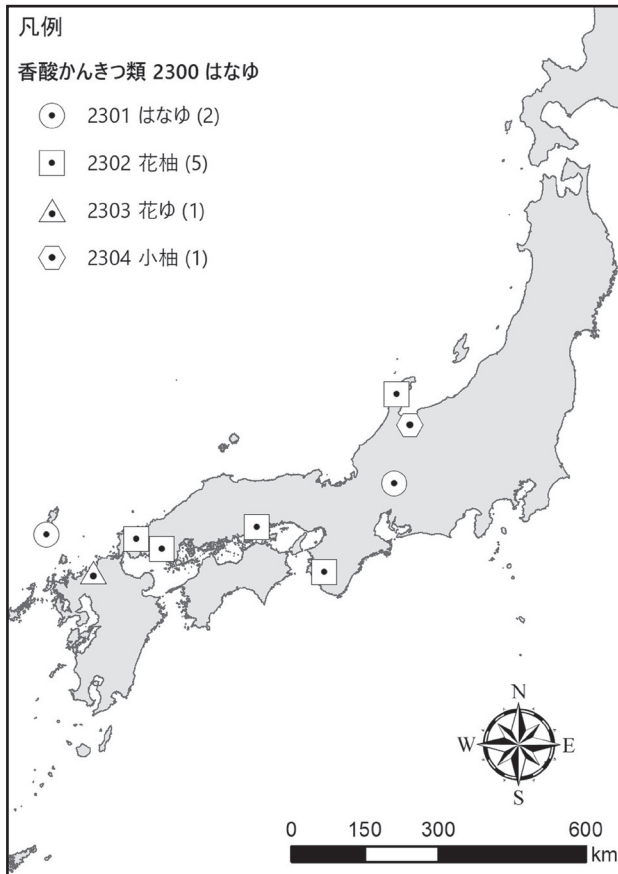 凡例
香酸かんきつ類 2300 はなゆ
2301 はなゆ (2)
2302 花柚 (5)
2303 花ゆ (1)
2304 小柚 (1)
N
W E
S
0 150 300 600
km